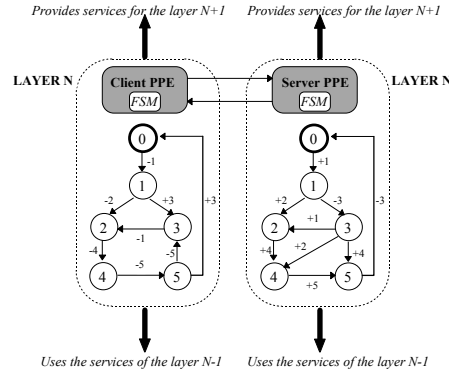 Provides services for the layer N+1 Provides services for the layer N+1
LAYER N Client PPE Server PPE LAYER N
FSM FSM
0 0
-1 +1
1 1
-2 +3 +3 +2 -3 -3
2 -1 3 2 +1 3
-4 -5 +4 +2 +4
4 -5 5 4 +5 5
Uses the services of the layer N-1 Uses the services of the layer N-1